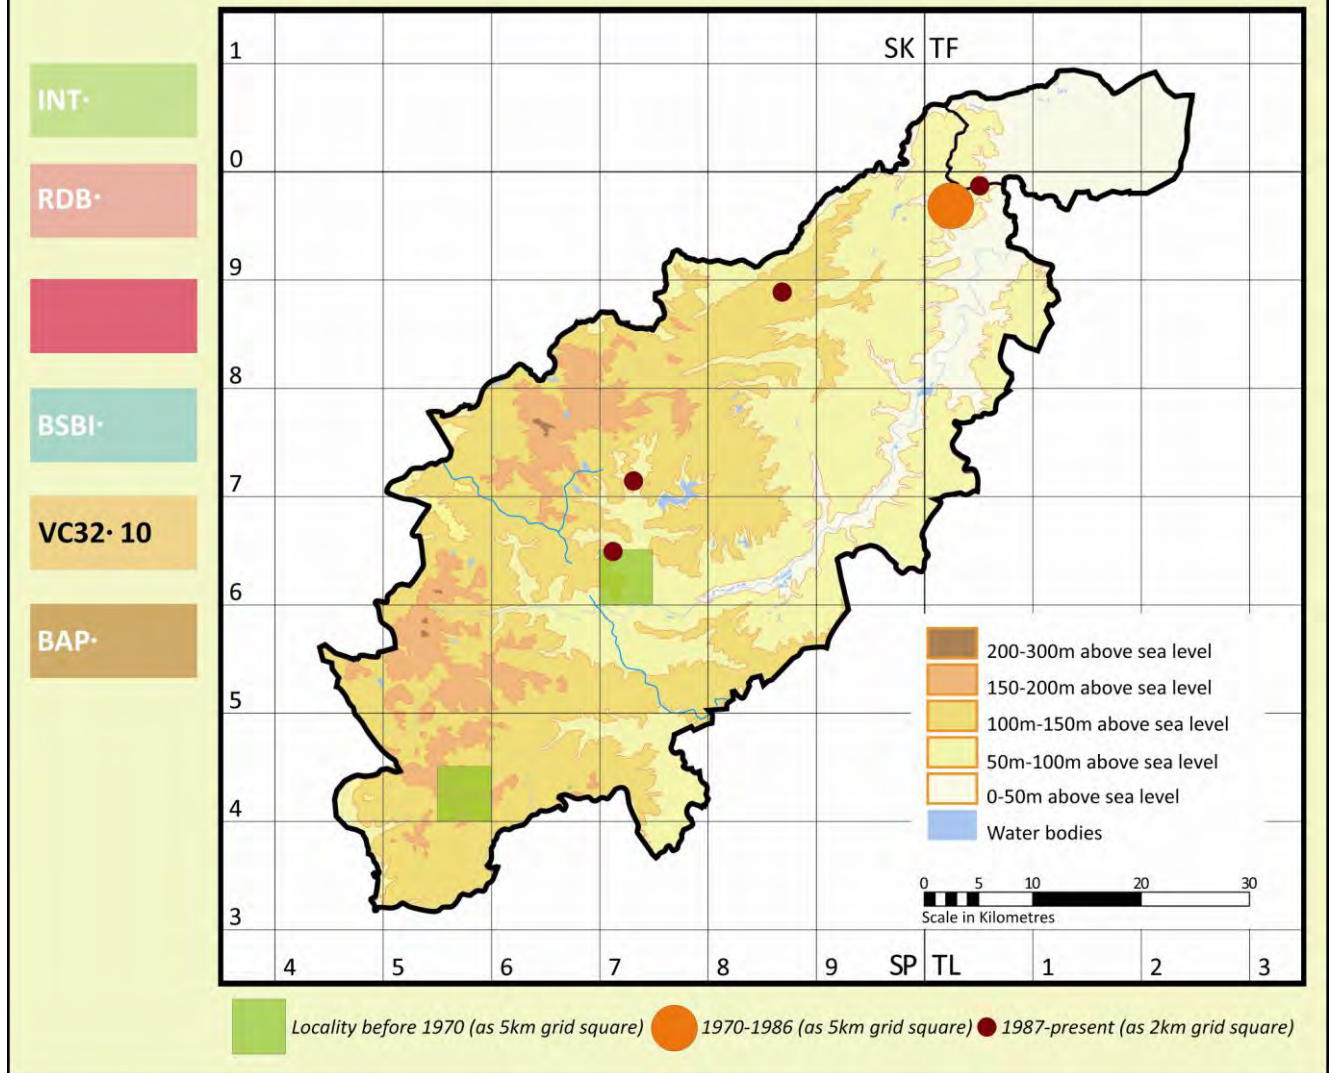 INT·
RDB·
BSBI·
VC32· 10
BAP·
SK TF
1
0
9
8
7
6
5
4
3
4 5 6 7 8 9 SP TL 1 2 3
200-300m above sea level
150-200m above sea level
100m-150m above sea level
50m-100m above sea level
0-50m above sea level
Water bodies
0 5 10 20 30
Scale in Kilometres
Locality before 1970 (as 5km grid square) 1970-1986 (as 5km grid square) 1987-present (as 2km grid square)